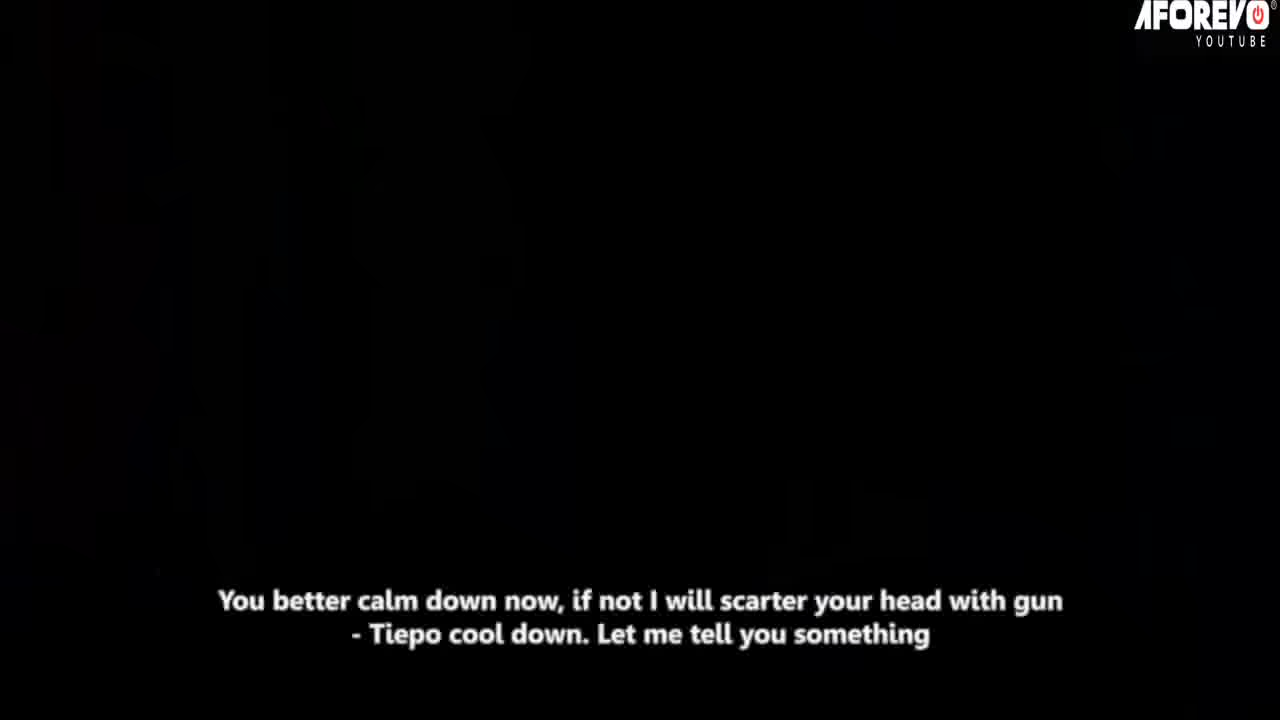 AFOREVO®
YOUTUBE
You better calm down now, if not I will scarter your head with gun
- Tiepo cool down. Let me tell you something